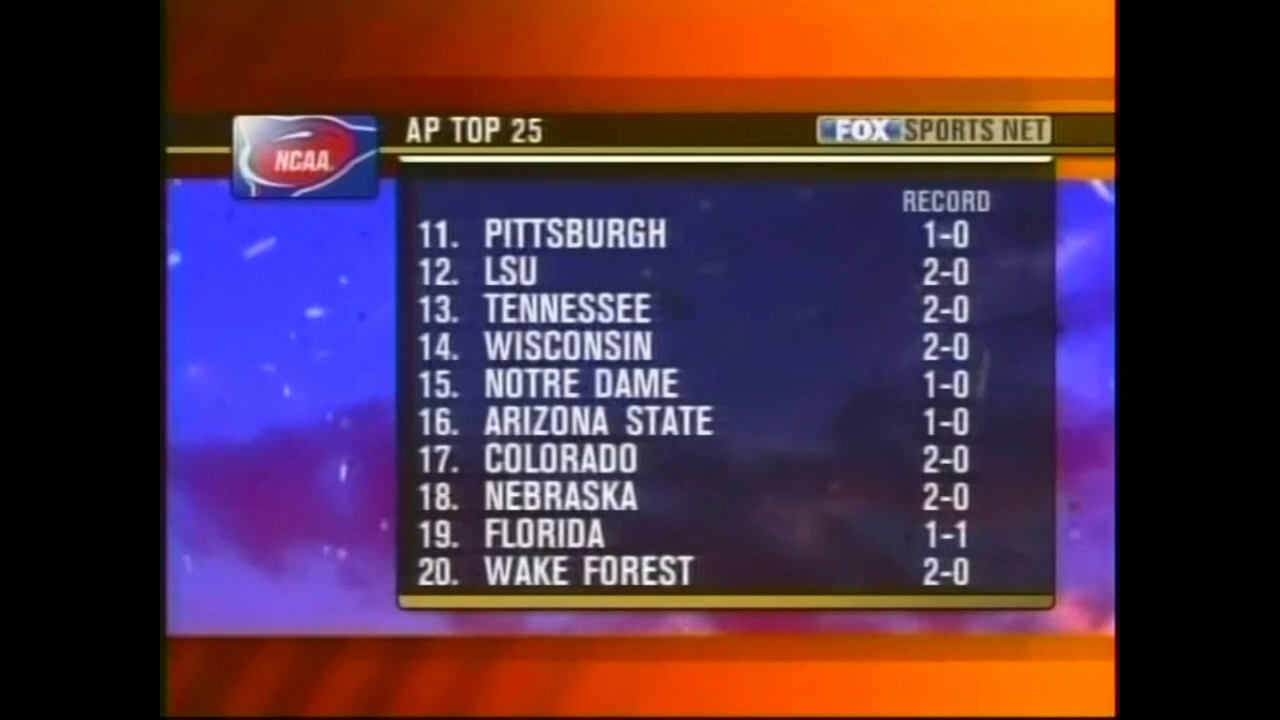 NCAA
AP TOP 25
FOX SPORTS NET
RECORD
11. PITTSBURGH 1-0
12. LSU 2-0
13. TENNESSEE 2-0
14. WISCONSIN 2-0
15. NOTRE DAME 1-0
16. ARIZONA STATE 1-0
17. COLORADO 2-0
18. NEBRASKA 2-0
19. FLORIDA 1-1
20. WAKE FOREST 2-0